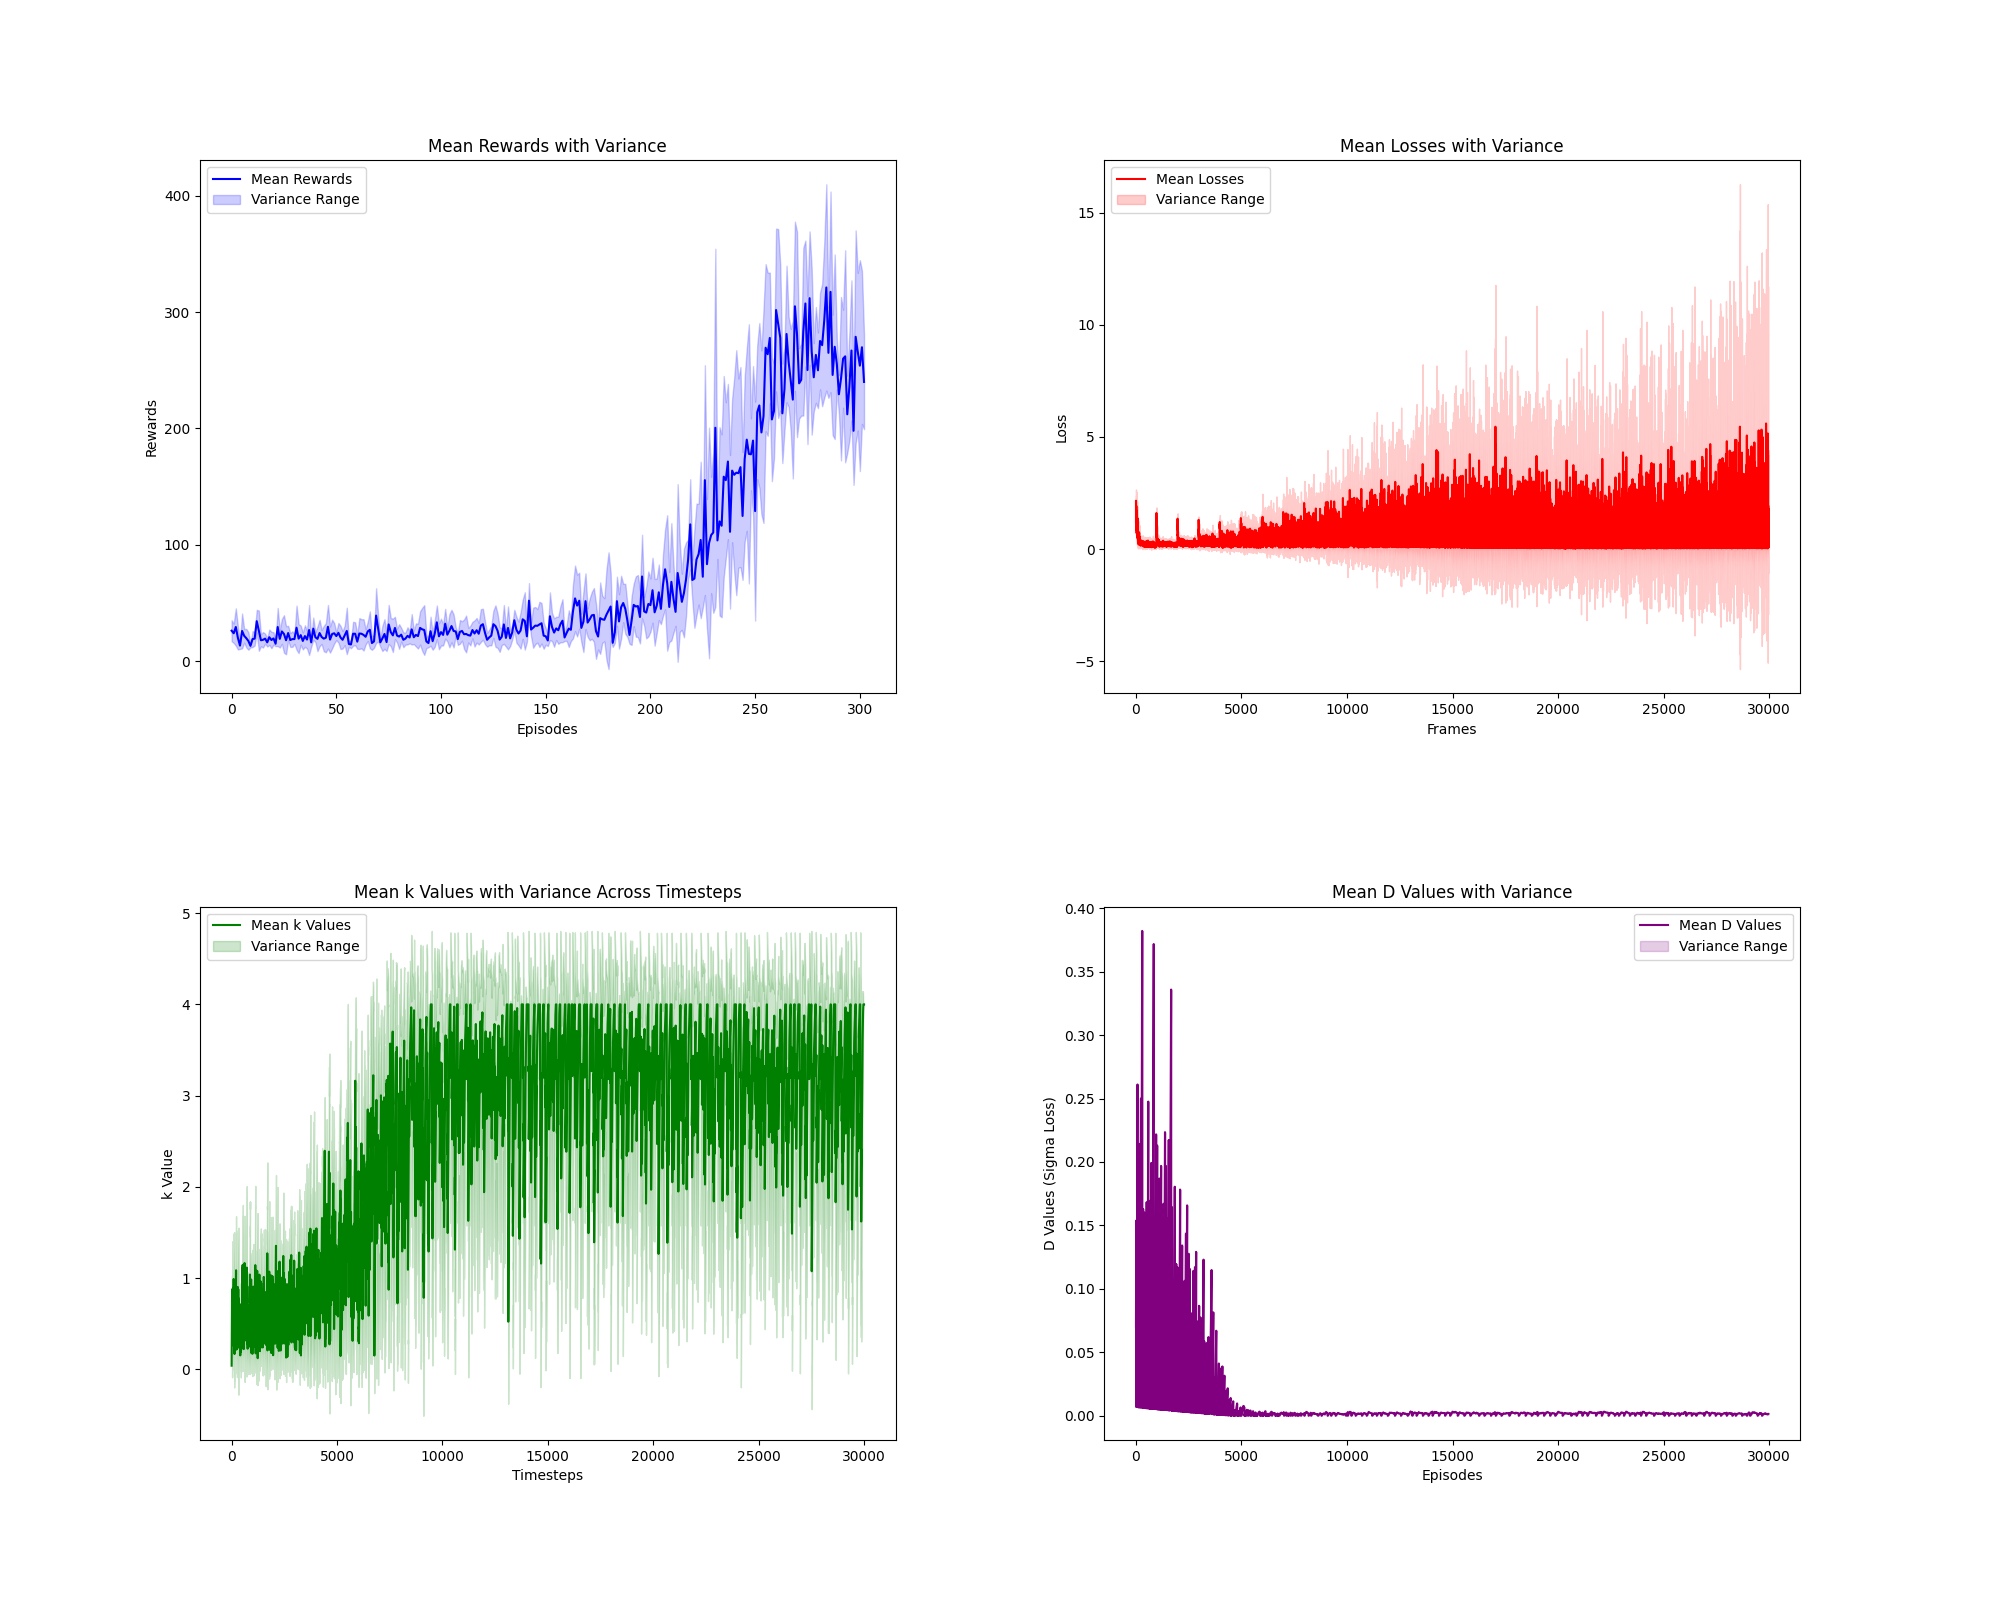 Mean Rewards with Variance
Mean Rewards
Variance Range
400
300
200
100
0
Rewards
0 50 100 150 200 250 300
Episodes
Mean Losses with Variance
Mean Losses
Variance Range
15
10
5
0
−5
Loss
0 5000 10000 15000 20000 25000 30000
Frames
Mean k Values with Variance Across Timesteps
Mean k Values
Variance Range
5
4
3
2
1
0
k Value
0 5000 10000 15000 20000 25000 30000
Timesteps
Mean D Values with Variance
Mean D Values
Variance Range
0.40
0.35
0.30
0.25
0.20
0.15
0.10
0.05
0.00
D Values (Sigma Loss)
0 5000 10000 15000 20000 25000 30000
Episodes